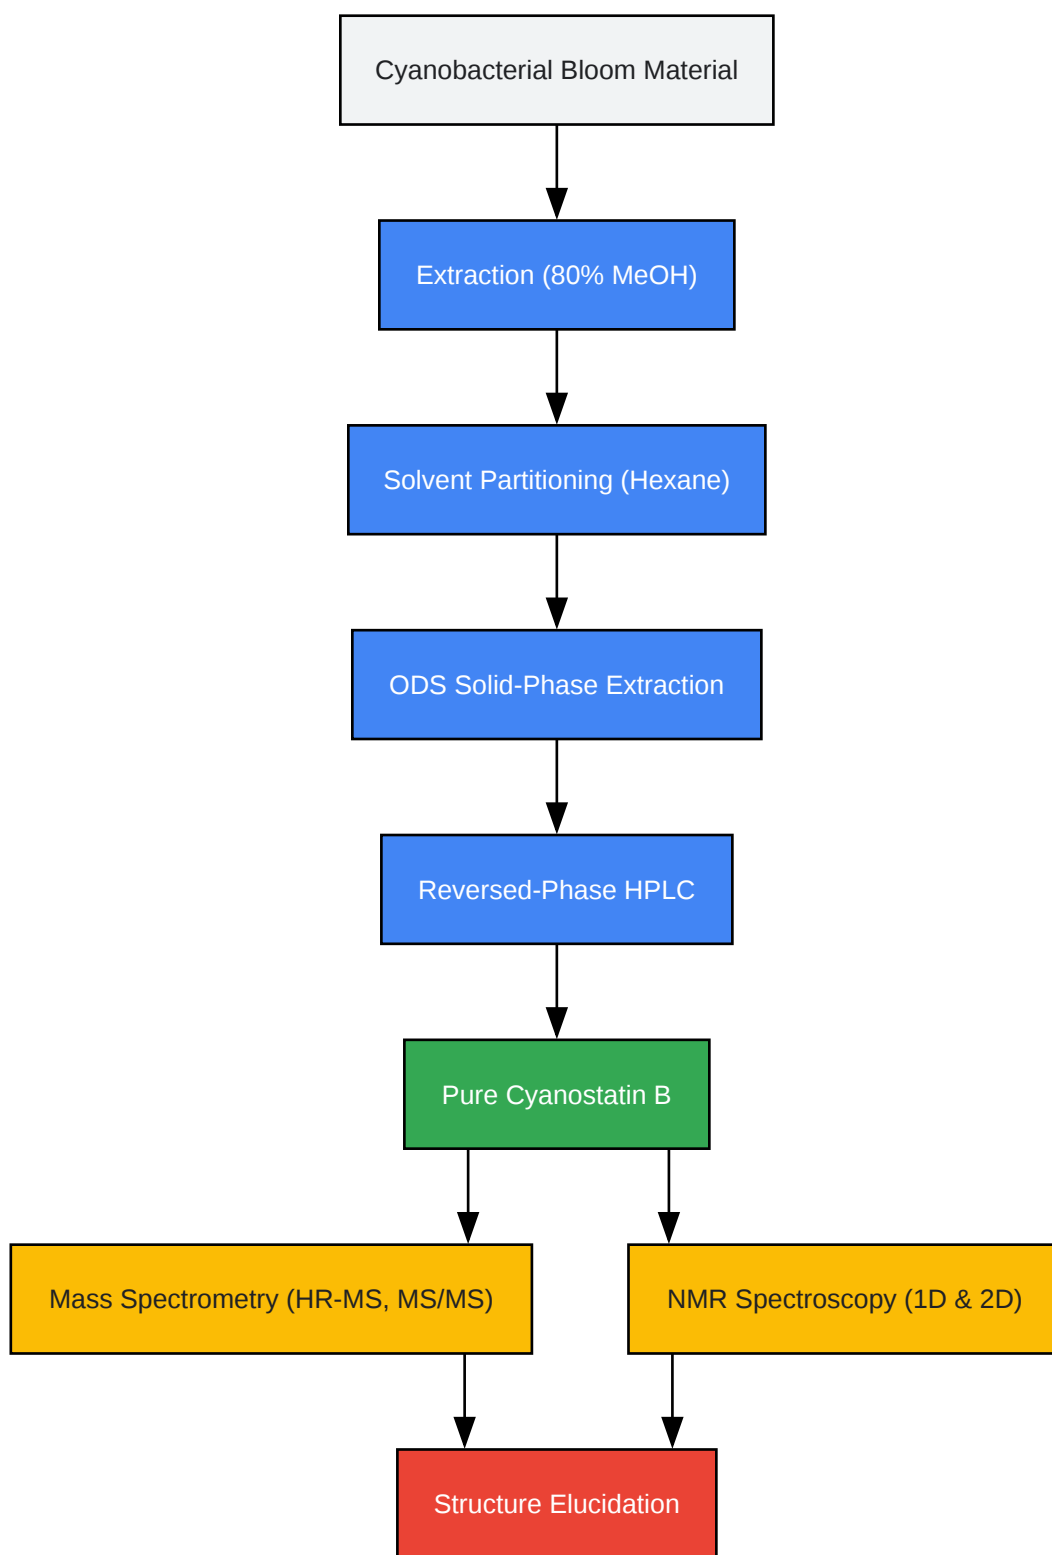 Cyanobacterial Bloom Material
Extraction (80% MeOH)
Solvent Partitioning (Hexane)
ODS Solid-Phase Extraction
Reversed-Phase HPLC
Pure Cyanostatin B
Mass Spectrometry (HR-MS, MS/MS)
NMR Spectroscopy (1D & 2D)
Structure Elucidation